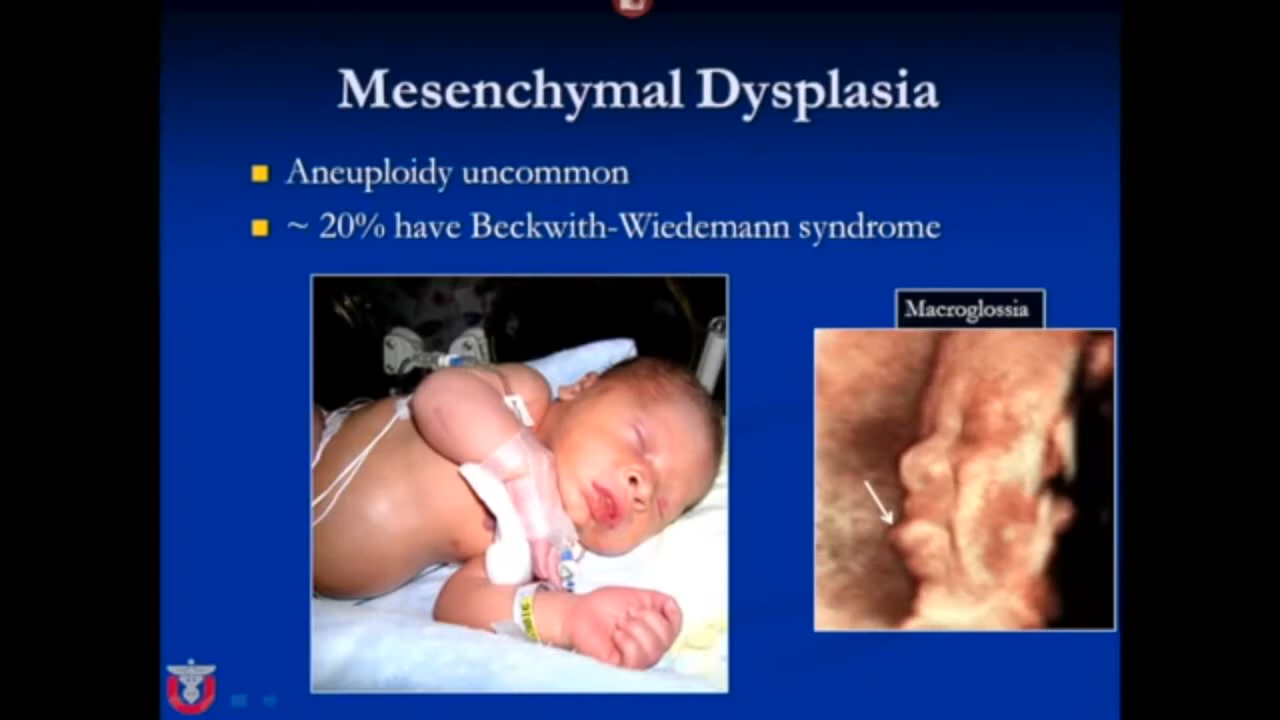 Mesenchymal Dysplasia
Aneuploidy uncommon
~ 20% have Beckwith-Wiedemann syndrome
Macroglossia